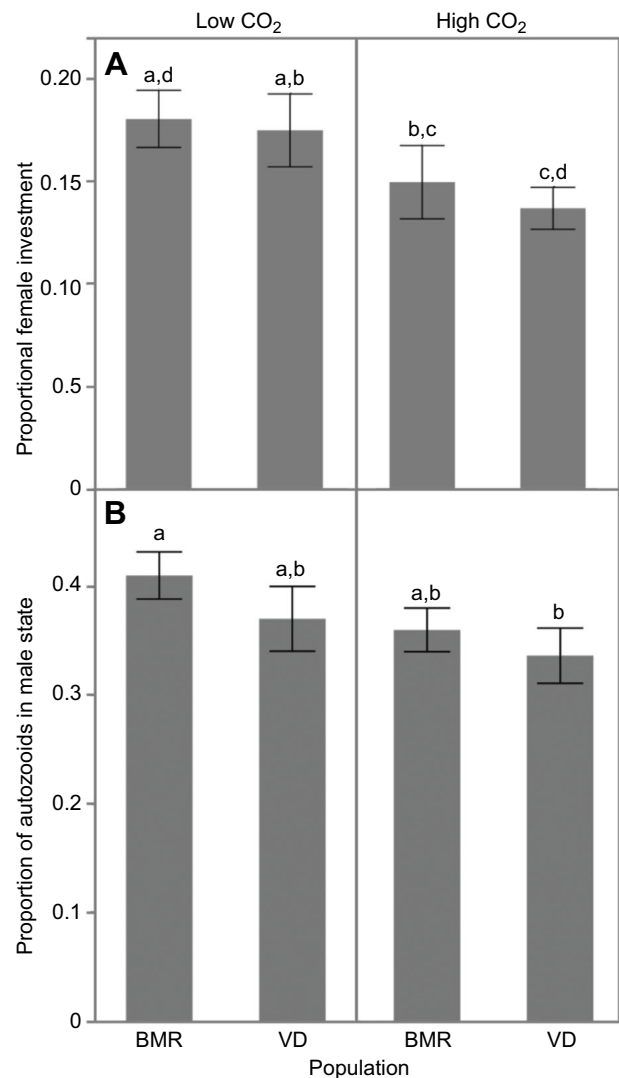 Low CO₂ High CO₂
A
a,d a,b b,c c,d
Proportional female investment
0.20
0.15
0.10
0.5
0
B
a a,b a,b b
Proportion of autozooids in male state
0.4
0.3
0.2
0.1
0
BMR VD BMR VD
Population